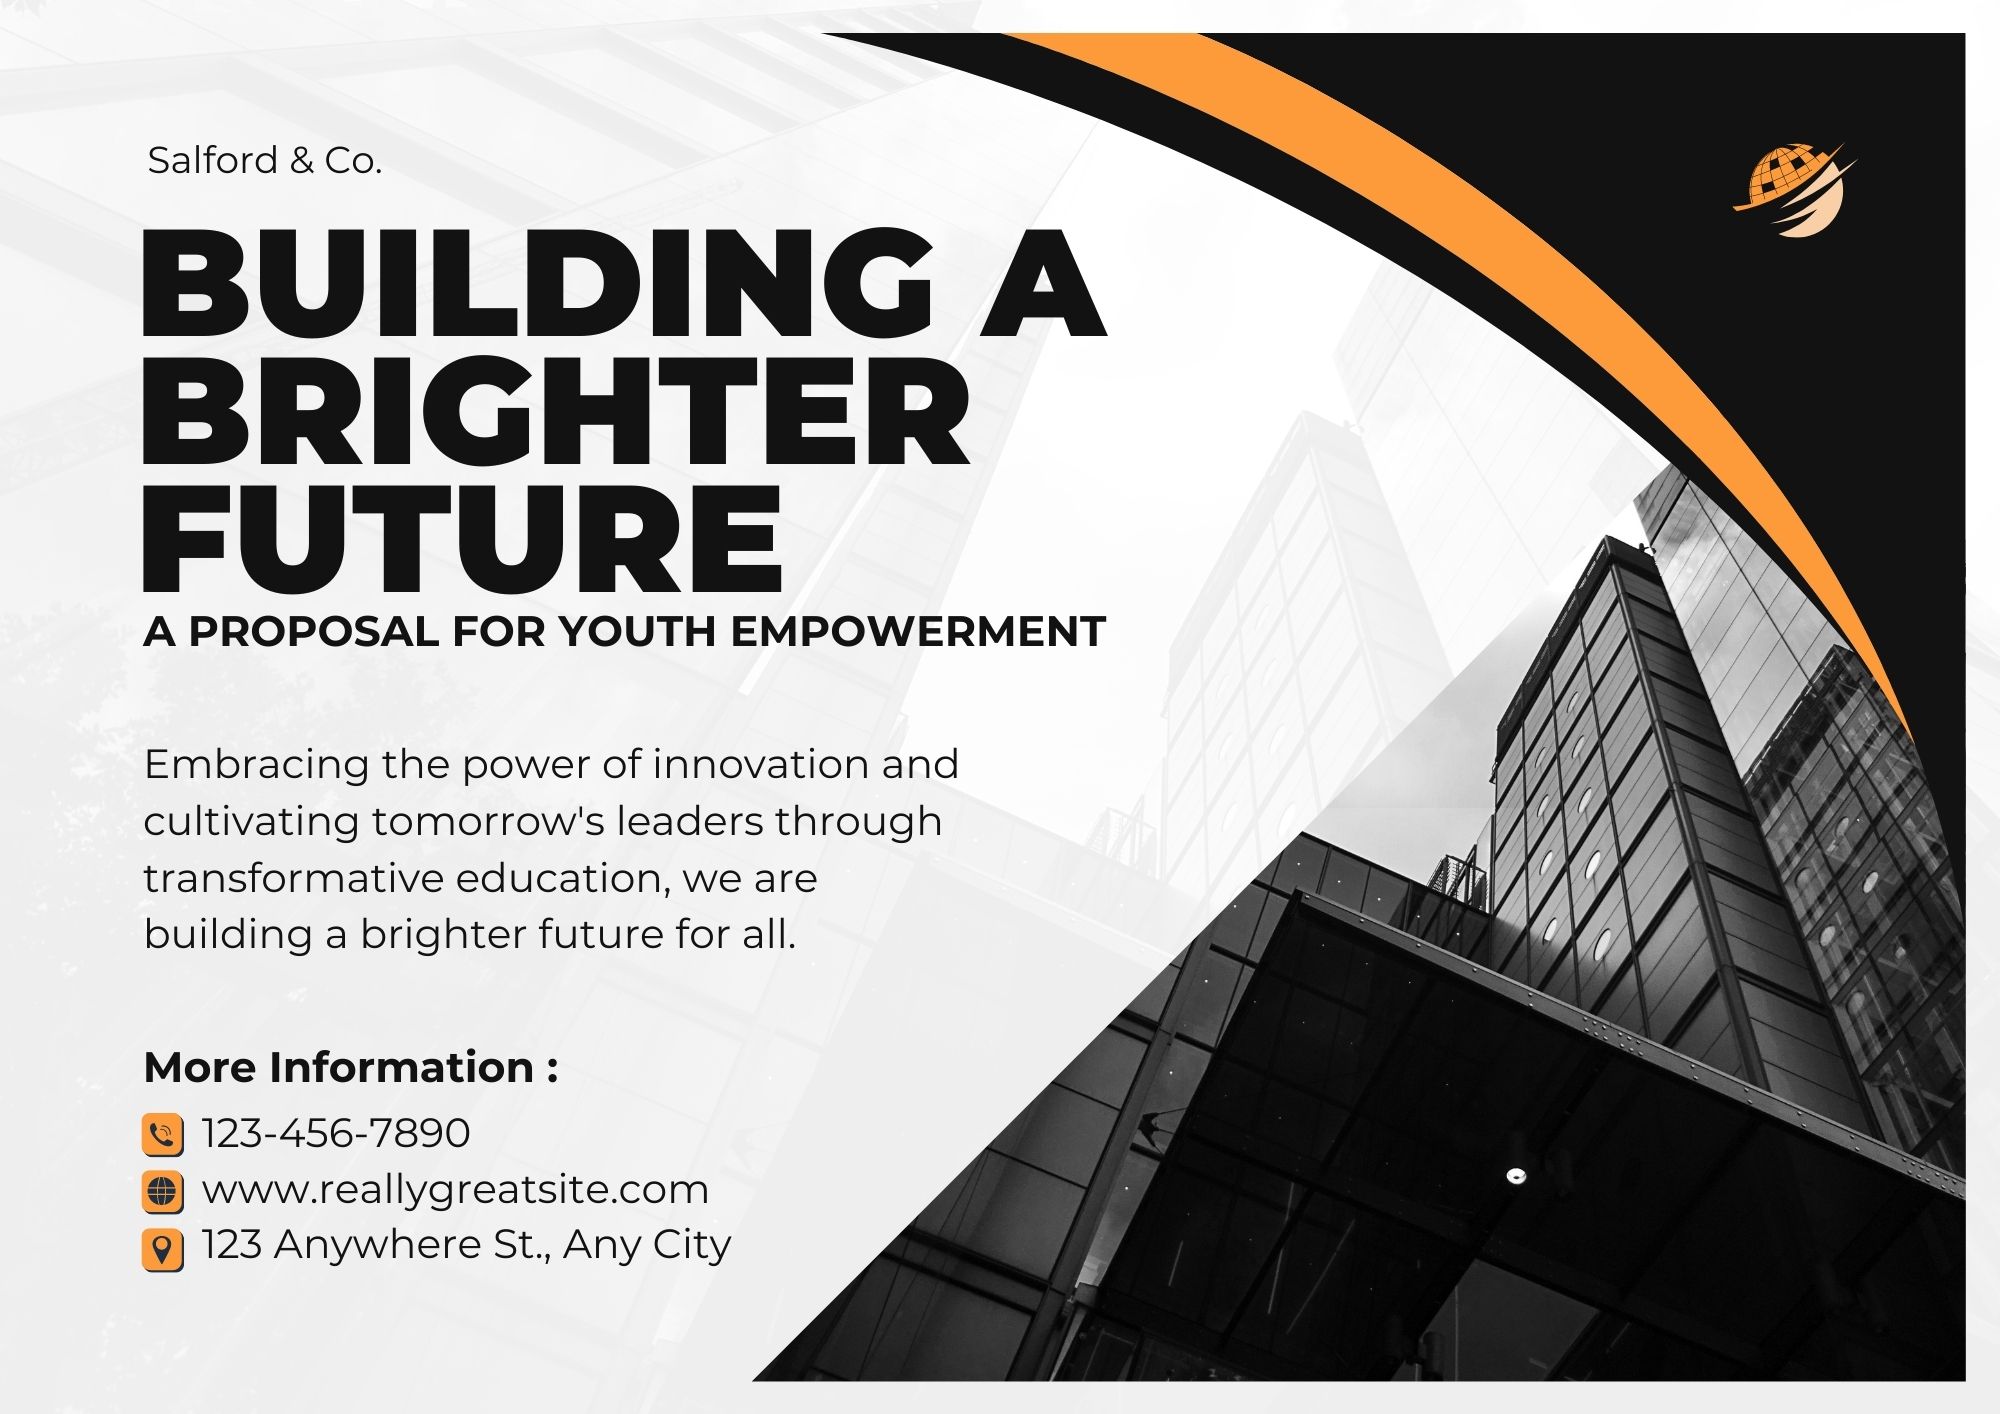 Salford & Co.
BUILDING A
BRIGHTER
FUTURE
A PROPOSAL FOR YOUTH EMPOWERMENT
Embracing the power of innovation and
cultivating tomorrow's leaders through
transformative education, we are
building a brighter future for all.
More Information :
123-456-7890
www.reallygreatsite.com
123 Anywhere St., Any City